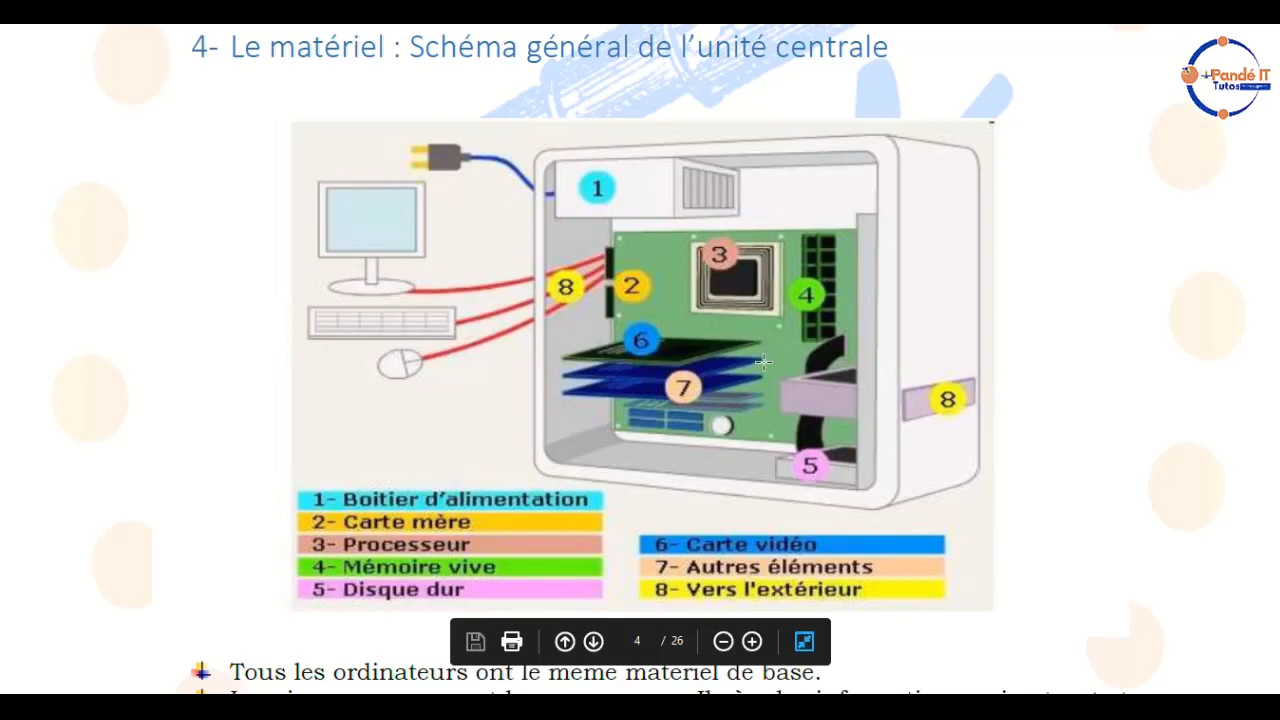 4- Le matériel : Schéma général de l'unité centrale
Pandé IT
Tutos
1
3
8
2
4
6
7
8
5
1- Boitier d'alimentation
2- Carte mère
3- Processeur
4- Mémoire vive
5- Disque dur
6- Carte vidéo
7- Autres éléments
8- Vers l'extérieur
4 / 26
Tous les ordinateurs ont le meme materiel de base.